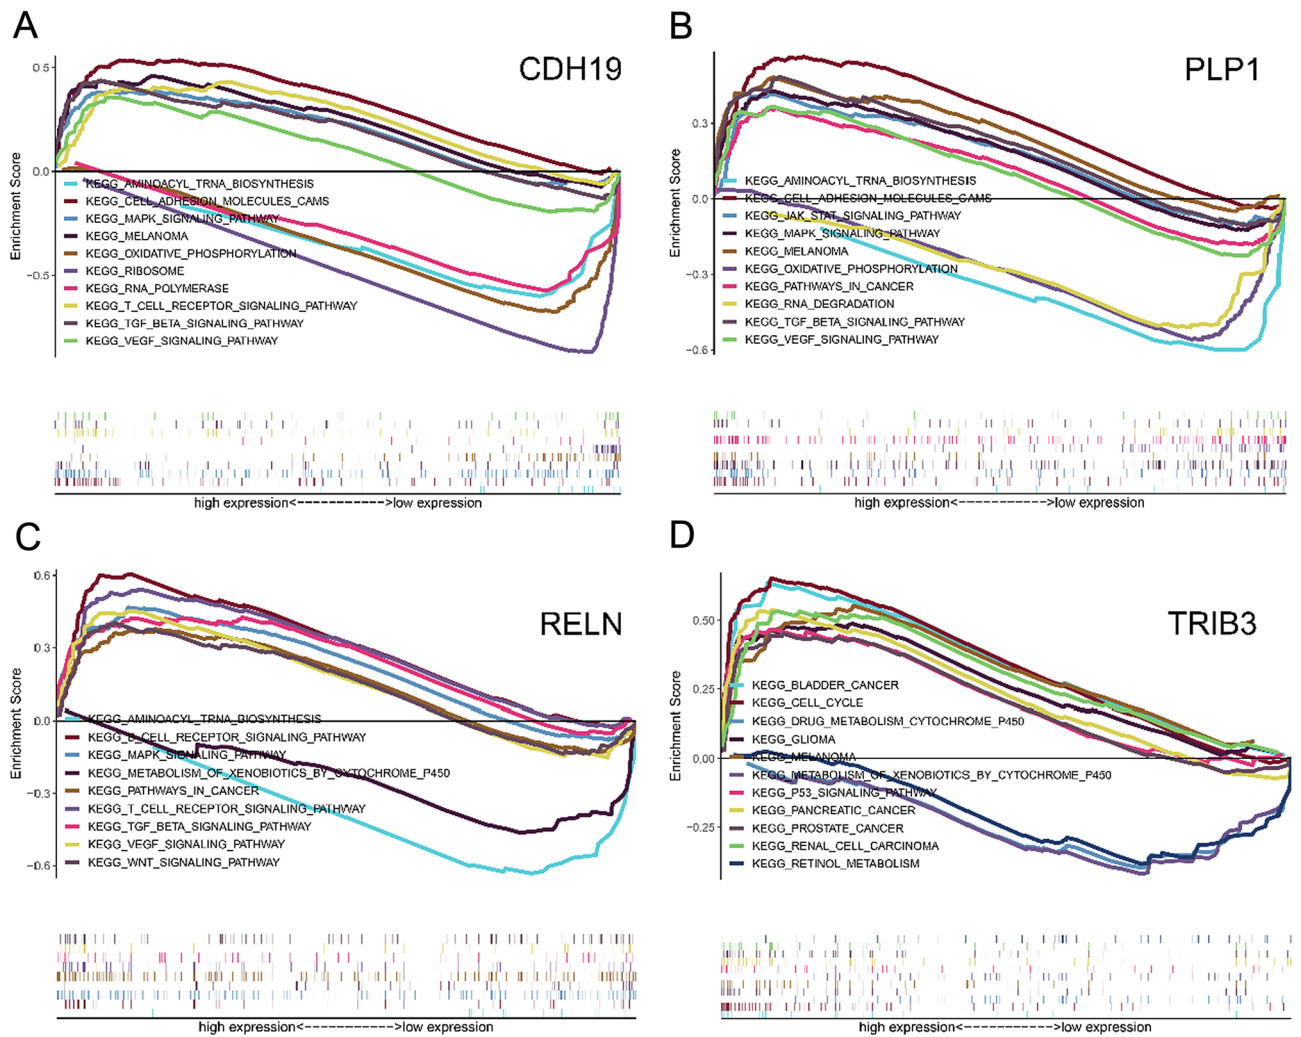 A
CDH19
Enrichment Score
0.5
0.0
−0.5
KEGG_AMINOACYL_TRNA_BIOSYNTHESIS
KEGG_CELL_ADHESION_MOLECULES_CAMS
KEGG_MAPK_SIGNALING_PATHWAY
KEGG_MELANOMA
KEGG_OXIDATIVE_PHOSPHORYLATION
KEGG_RIBOSOME
KEGG_RNA_POLYMERASE
KEGG_T_CELL_RECEPTOR_SIGNALING_PATHWAY
KEGG_TGF_BETA_SIGNALING_PATHWAY
KEGG_VEGF_SIGNALING_PATHWAY
high expression<----------->low expression
B
PLP1
Enrichment Score
0.3
0.0
−0.3
−0.6
KEGG_AMINOACYL_TRNA_BIOSYNTHESIS
KEGG_CELL_ADHESION_MOLECULES_CAMS
KEGG_JAK_STAT_SIGNALING_PATHWAY
KEGG_MAPK_SIGNALING_PATHWAY
KEGG_MELANOMA
KEGG_OXIDATIVE_PHOSPHORYLATION
KEGG_PATHWAYS_IN_CANCER
KEGG_RNA_DEGRADATION
KEGG_TGF_BETA_SIGNALING_PATHWAY
KEGG_VEGF_SIGNALING_PATHWAY
high expression<----------->low expression
C
RELN
Enrichment Score
0.6
0.3
0.0
−0.3
−0.6
KEGG_AMINOACYL_TRNA_BIOSYNTHESIS
KEGG_B_CELL_RECEPTOR_SIGNALING_PATHWAY
KEGG_MAPK_SIGNALING_PATHWAY
KEGG_METABOLISM_OF_XENOBIOTICS_BY_CYTOCHROME_P450
KEGG_PATHWAYS_IN_CANCER
KEGG_T_CELL_RECEPTOR_SIGNALING_PATHWAY
KEGG_TGF_BETA_SIGNALING_PATHWAY
KEGG_VEGF_SIGNALING_PATHWAY
KEGG_WNT_SIGNALING_PATHWAY
high expression<----------->low expression
D
TRIB3
Enrichment Score
0.50
0.25
0.00
−0.25
KEGG_BLADDER_CANCER
KEGG_CELL_CYCLE
KEGG_DRUG_METABOLISM_CYTOCHROME_P450
KEGG_GLIOMA
KEGG_MELANOMA
KEGG_METABOLISM_OF_XENOBIOTICS_BY_CYTOCHROME_P450
KEGG_P53_SIGNALING_PATHWAY
KEGG_PANCREATIC_CANCER
KEGG_PROSTATE_CANCER
KEGG_RENAL_CELL_CARCINOMA
KEGG_RETINOL_METABOLISM
high expression<----------->low expression